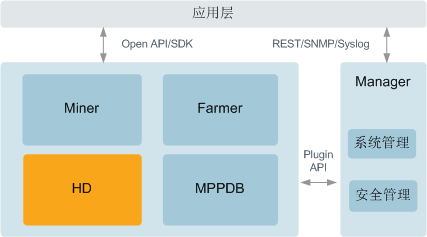 应用层
Open API/SDK
REST/SNMP/Syslog
Miner
Farmer
HD
MPPDB
Plugin
API
Manager
系统管理
安全管理